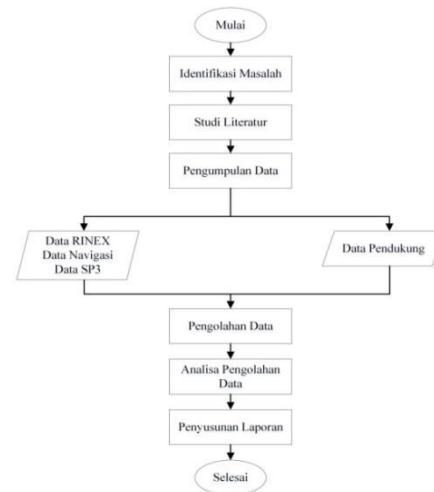 Mulai
Identifikasi Masalah
Studi Literatur
Pengumpulan Data
Data RINEX
Data Navigasi
Data SP3
Data Pendukung
Pengolahan Data
Analisa Pengolahan
Data
Penyusunan Laporan
Selesai